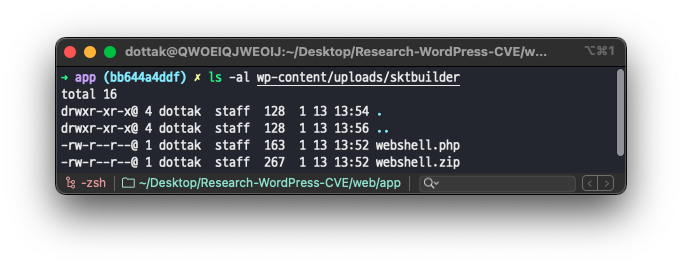 dottak@QWOEIQJWEOIJ:~/Desktop/Research-WordPress-CVE/w... ⌥⌘1
→ app (bb644a4ddf) ✗ ls -al wp-content/uploads/sktbuilder
total 16
drwxr-xr-x@ 4 dottak  staff  128  1 13 13:54 .
drwxr-xr-x@ 4 dottak  staff  128  1 13 13:56 ..
-rw-r--r--@ 1 dottak  staff  163  1 13 13:52 webshell.php
-rw-r--r--@ 1 dottak  staff  267  1 13 13:52 webshell.zip
-zsh ~/Desktop/Research-WordPress-CVE/web/app